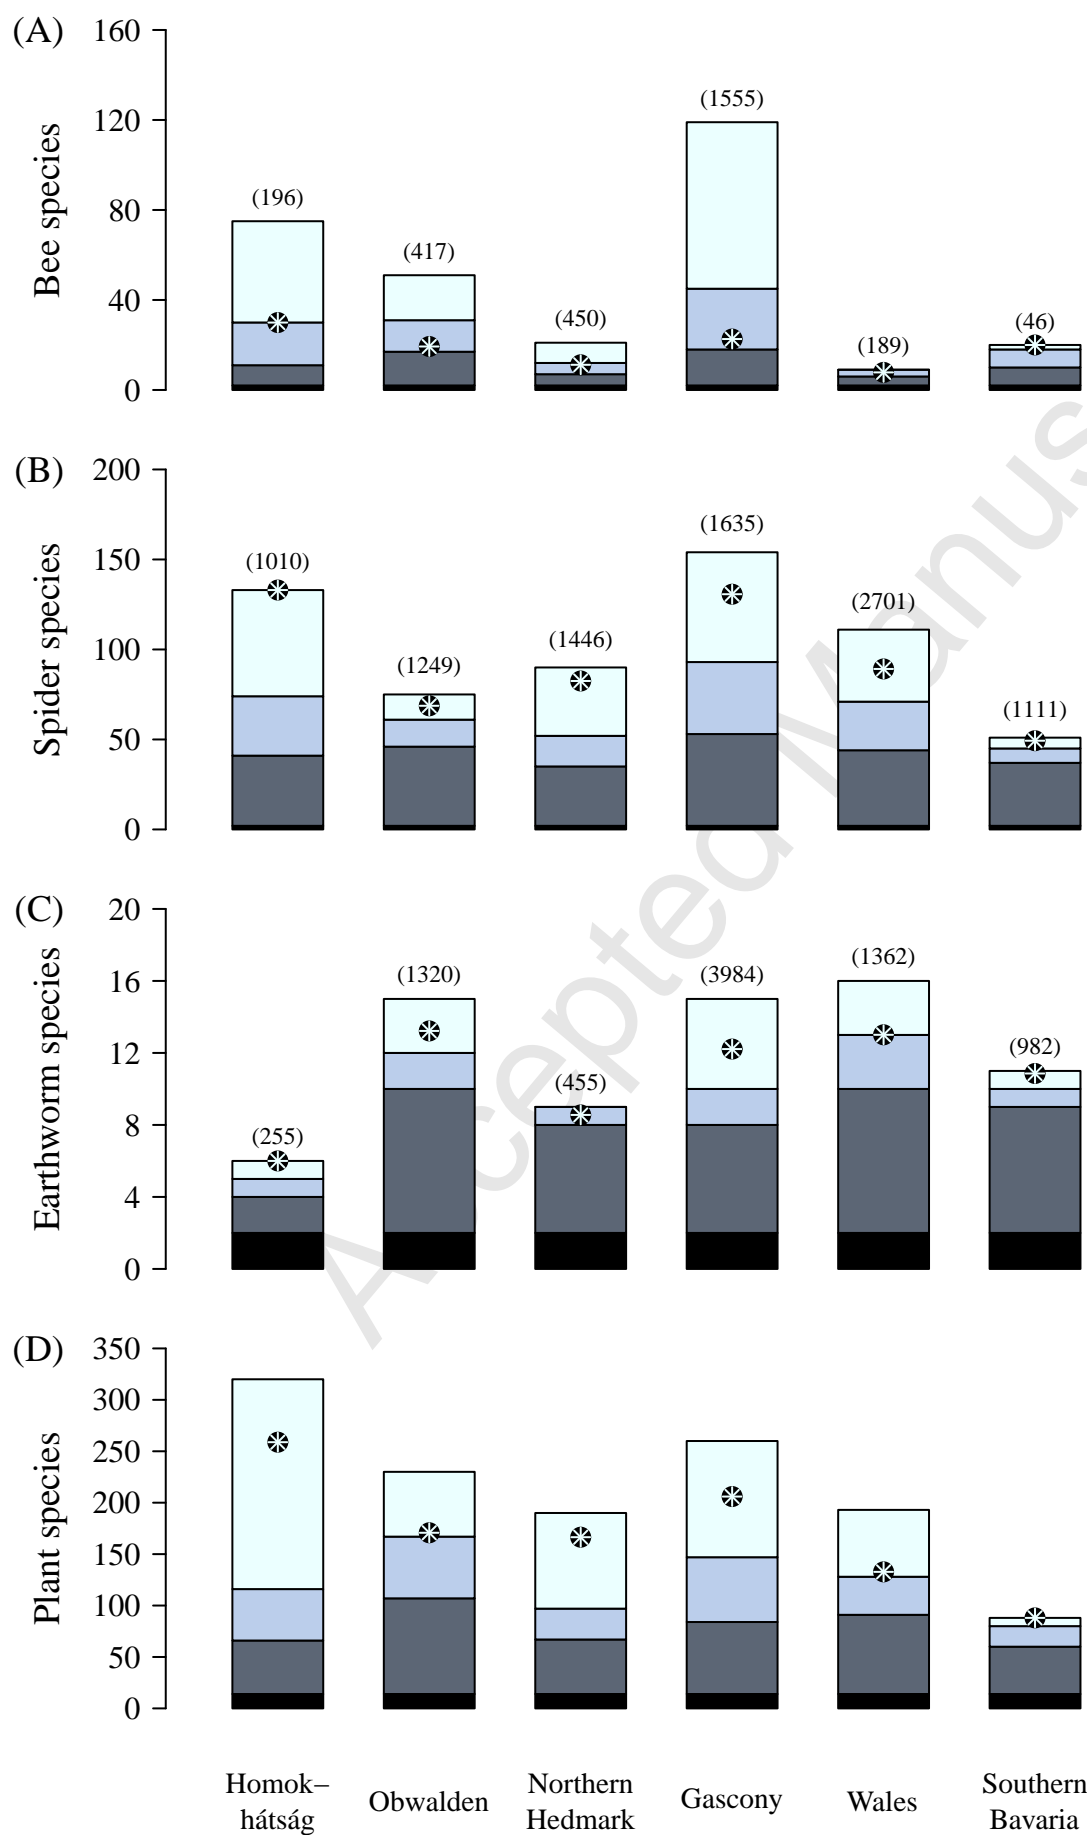 (A)
Bee species
160
120
80
40
0
(196)
(417)
(450)
(1555)
(189)
(46)
(B)
Spider species
200
150
100
50
0
(1010)
(1249)
(1446)
(1635)
(2701)
(1111)
(C)
Earthworm species
20
16
12
8
4
0
(255)
(1320)
(455)
(3984)
(1362)
(982)
(D)
Plant species
350
300
250
200
150
100
50
0
Homok–
hátság
Obwalden
Northern
Hedmark
Gascony
Wales
Southern
Bavaria
Accepted Manus